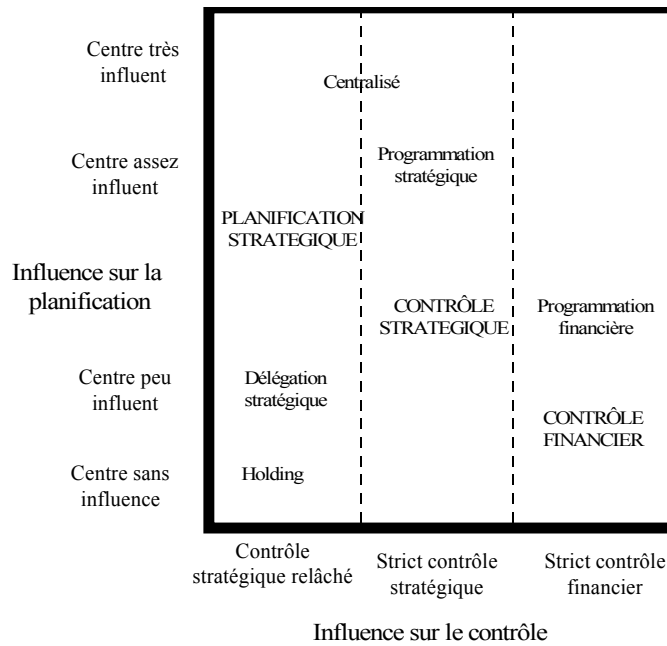 Centre très
influent
Centralisé
Centre assez
influent
Programmation
stratégique
PLANIFICATION
STRATEGIQUE
Influence sur la
planification
CONTRÔLE
STRATEGIQUE
Programmation
financière
Centre peu
influent
Délégation
stratégique
CONTRÔLE
FINANCIER
Centre sans
influence
Holding
Contrôle
stratégique relâché
Strict contrôle
stratégique
Strict contrôle
financier
Influence sur le contrôle